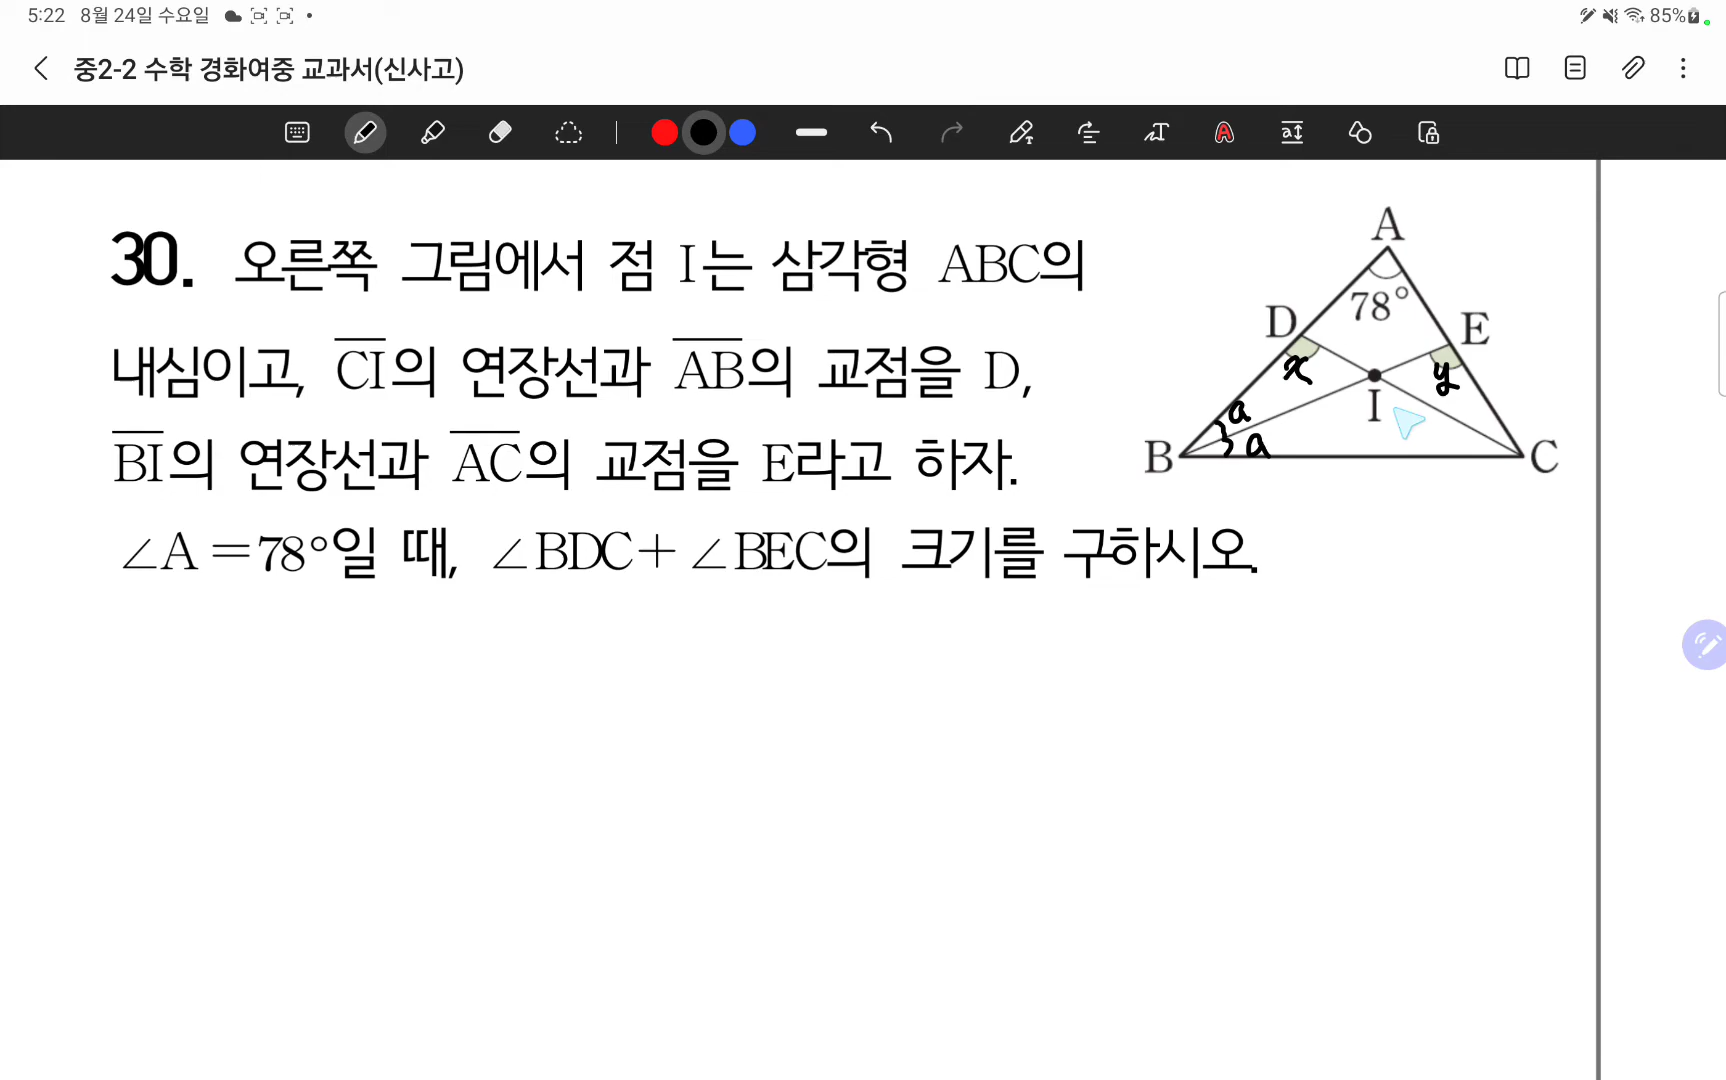 5:22 8월 24일 수요일
85%
중2-2 수학 경화여중 교과서(신사고)
30. 오른쪽 그림에서 점 I는 삼각형 ABC의
내심이고, CI의 연장선과 AB의 교점을 D,
BI의 연장선과 AC의 교점을 E라고 하자.
∠A=78°일 때, ∠BDC+∠BEC의 크기를 구하시오.
A
78°
D
E
x
y
I
a
a
B
C